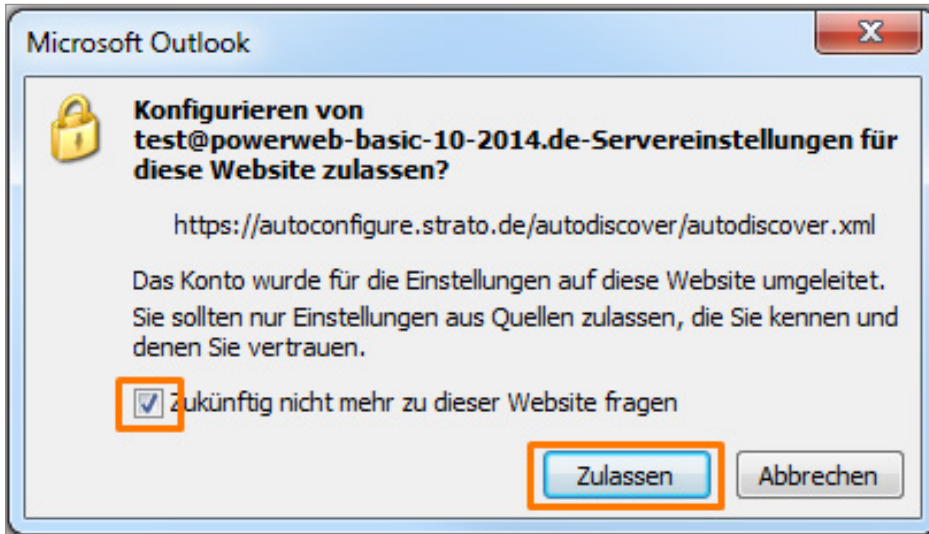 Microsoft Outlook
Konfigurieren von
test@powerweb-basic-10-2014.de-Servereinstellungen für
diese Website zulassen?
https://autoconfigure.strato.de/autodiscover/autodiscover.xml
Das Konto wurde für die Einstellungen auf diese Website umgeleitet.
Sie sollten nur Einstellungen aus Quellen zulassen, die Sie kennen und
denen Sie vertrauen.
Zukünftig nicht mehr zu dieser Website fragen
Zulassen Abbrechen